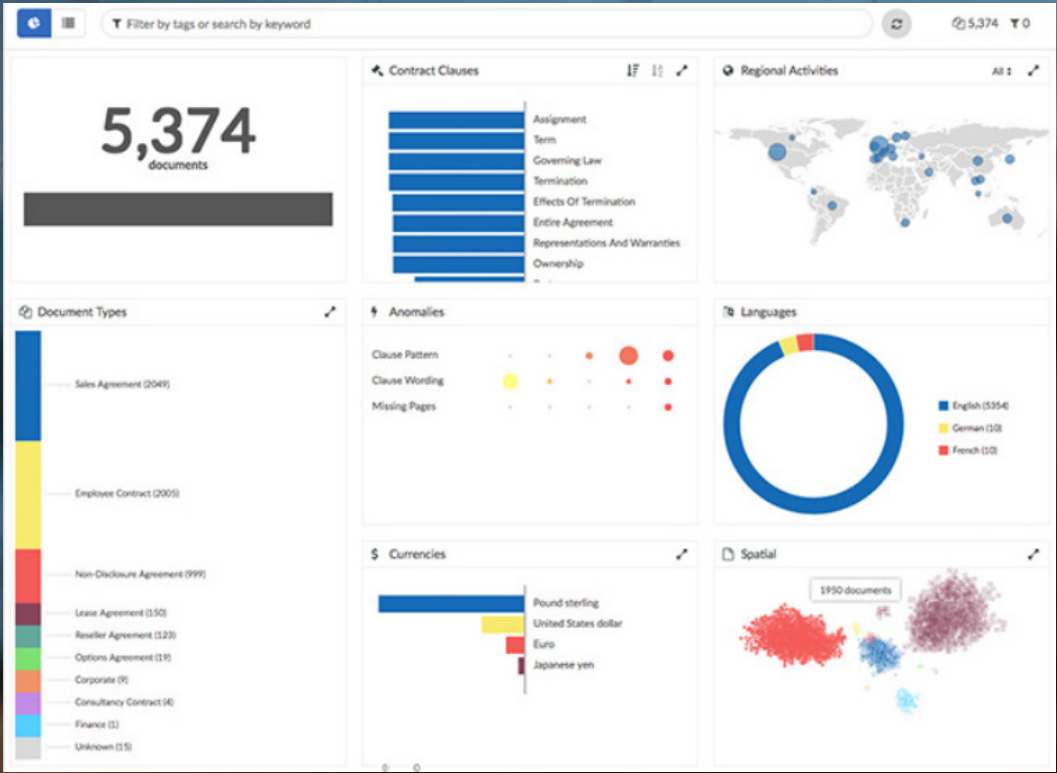 Filter by tags or search by keyword
5,374
0
5,374
documents
Contract Clauses
Assignment
Term
Governing Law
Termination
Effects Of Termination
Entire Agreement
Representations And Warranties
Ownership
Regional Activities
All
Document Types
Sales Agreement (2049)
Employee Contract (2005)
Non-Disclosure Agreement (999)
Lease Agreement (150)
Reseller Agreement (123)
Options Agreement (19)
Corporate (9)
Consultancy Contract (4)
Finance (1)
Unknown (15)
Anomalies
Clause Pattern
Clause Wording
Missing Pages
Languages
English (5354)
German (10)
French (10)
$ Currencies
Pound sterling
United States dollar
Euro
Japanese yen
Spatial
1950 documents